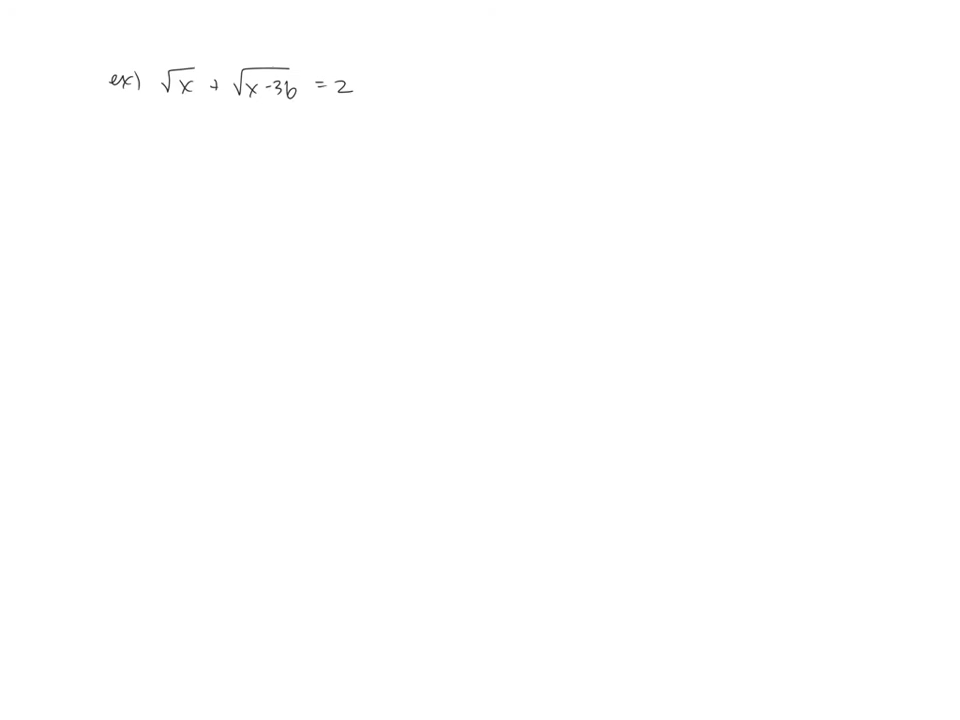 ex) √x + √(x-36) = 2